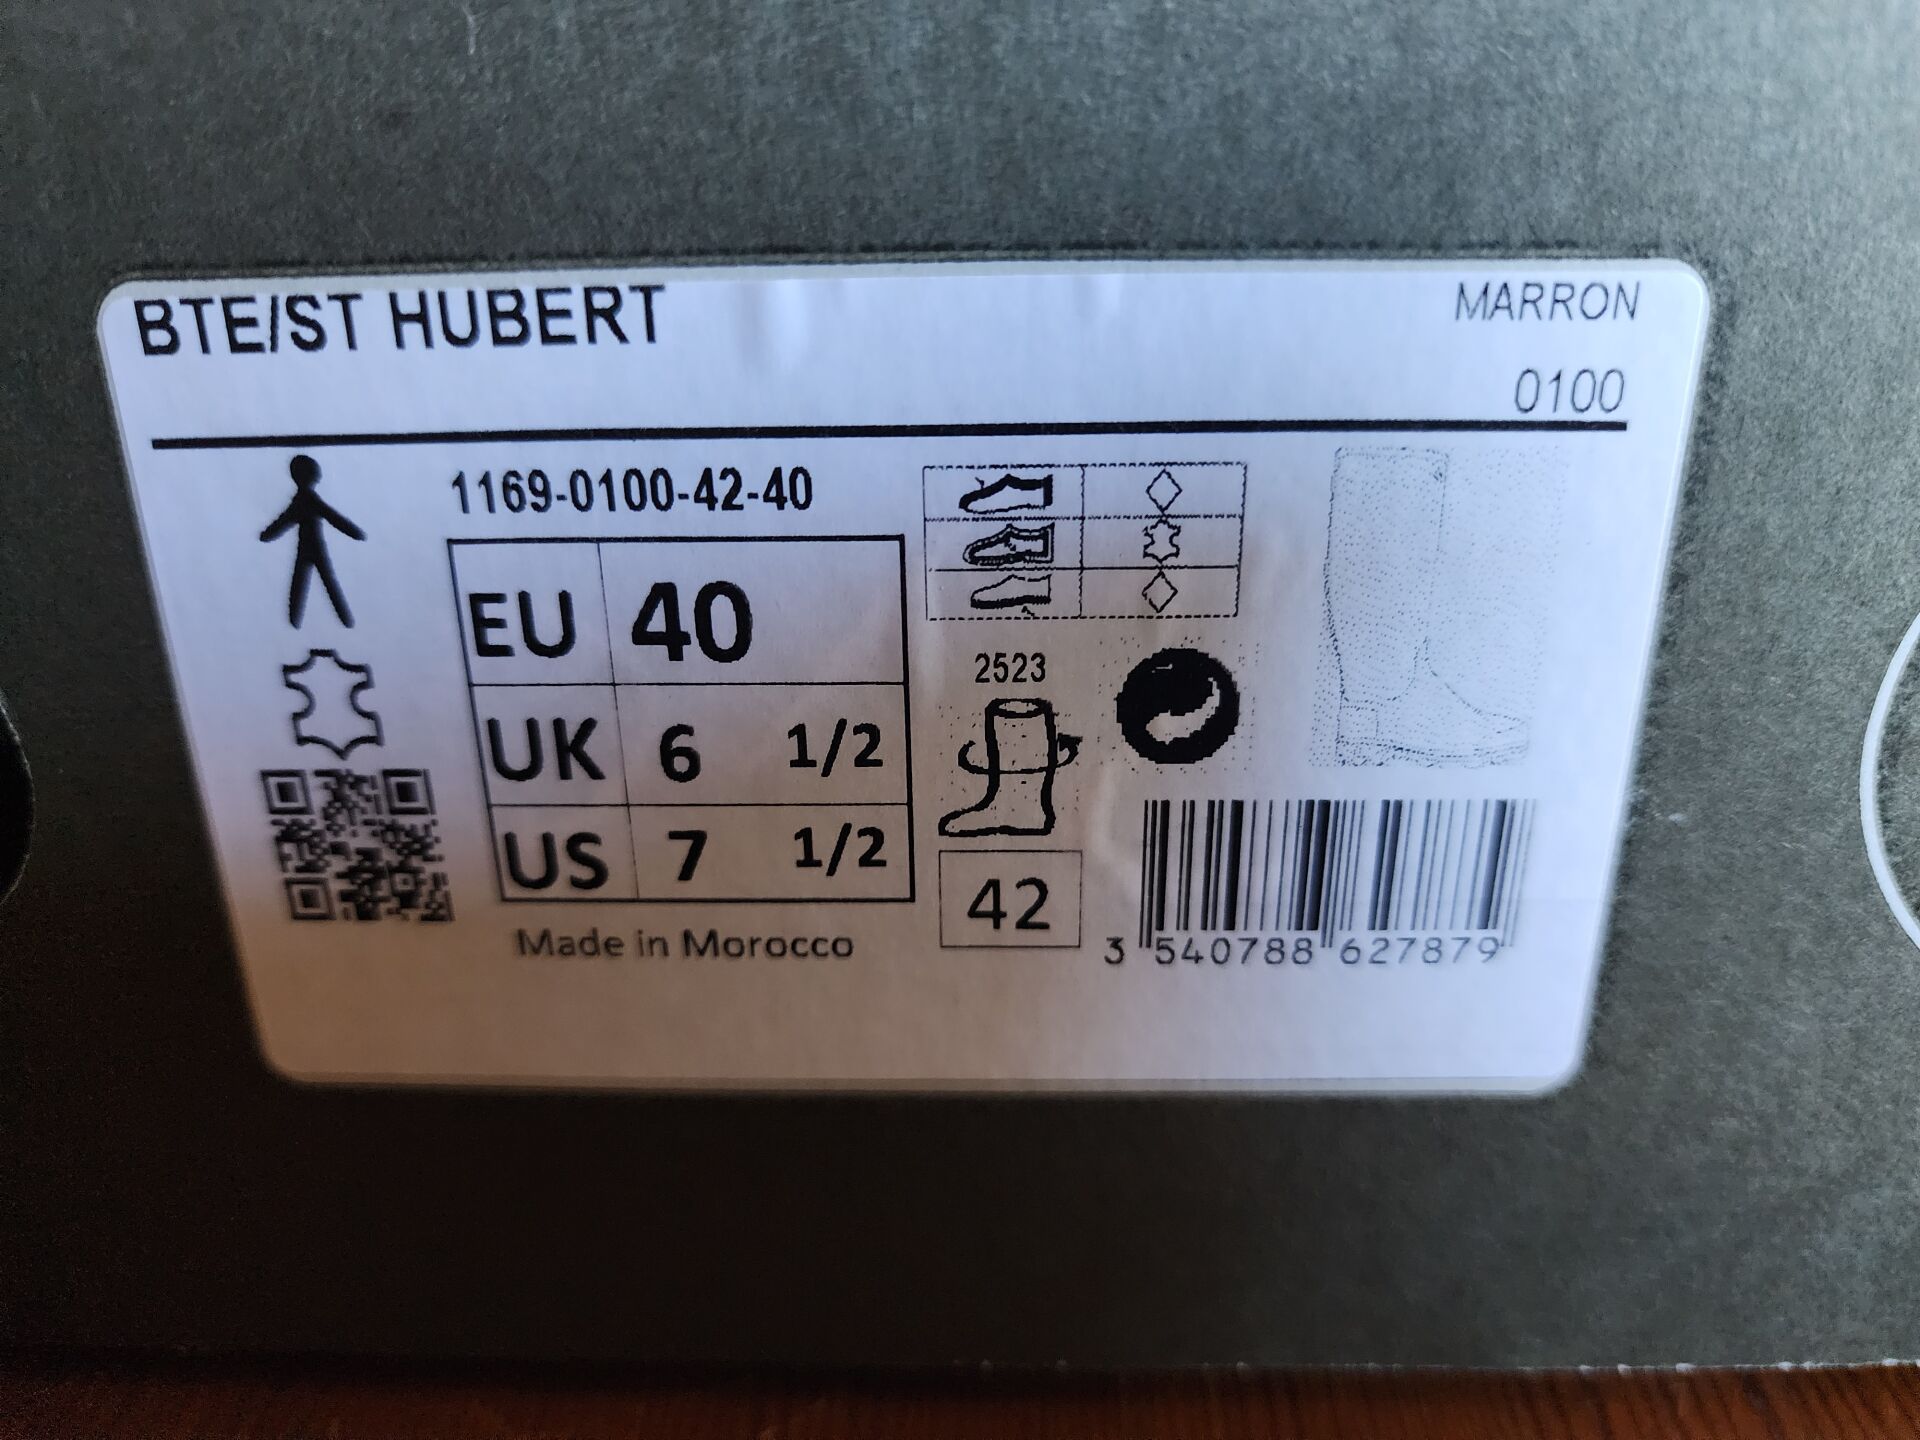 BTE/ST HUBERT
MARRON
0100
1169-0100-42-40
EU 40
UK 6 1/2
US 7 1/2
Made in Morocco
2523
42
3 540788 627879